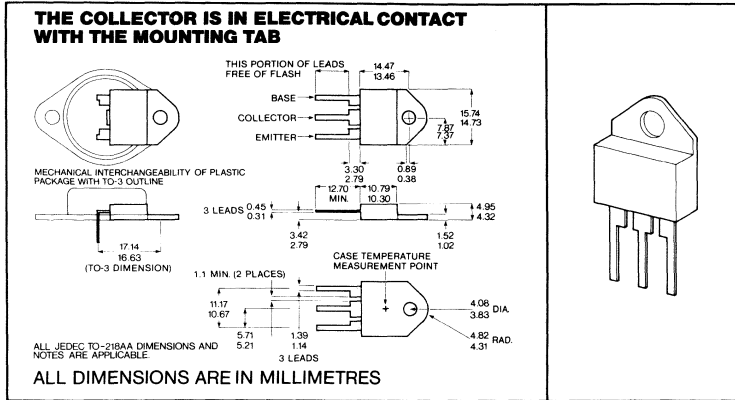 THE COLLECTOR IS IN ELECTRICAL CONTACT
WITH THE MOUNTING TAB
THIS PORTION OF LEADS
FREE OF FLASH
14.47
13.46
BASE
COLLECTOR
EMITTER
15.74
14.73
7.87
7.37
3.30
2.79
0.89
0.38
MECHANICAL INTERCHANGEABILITY OF PLASTIC
PACKAGE WITH TO-3 OUTLINE
12.70
MIN.
10.79
10.30
3 LEADS
0.45
0.31
4.95
4.32
3.42
2.79
1.52
1.02
17.14
16.63
(TO-3 DIMENSION)
CASE TEMPERATURE
MEASUREMENT POINT
1.1 MIN. (2 PLACES)
11.17
10.67
4.08
3.83
DIA.
5.71
5.21
1.39
1.14
3 LEADS
4.82
4.31
RAD.
ALL JEDEC TO-218AA DIMENSIONS AND
NOTES ARE APPLICABLE.
ALL DIMENSIONS ARE IN MILLIMETRES